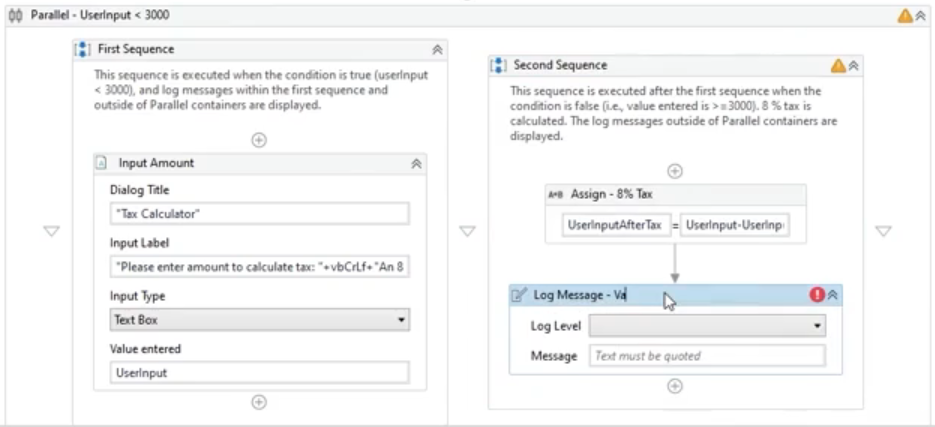 Parallel - UserInput < 3000
First Sequence
This sequence is executed when the condition is true (userInput
< 3000), and log messages within the first sequence and
outside of Parallel containers are displayed.
Input Amount
Dialog Title
"Tax Calculator"
Input Label
"Please enter amount to calculate tax: "+vbCrLf+"An 8
Input Type
Text Box
Value entered
UserInput
Second Sequence
This sequence is executed after the first sequence when the
condition is false (i.e., value entered is >=3000). 8 % tax is
calculated. The log messages outside of Parallel containers are
displayed.
A*B Assign - 8% Tax
UserInputAfterTax = UserInput-UserInp
Log Message - Va
Log Level
Message Text must be quoted